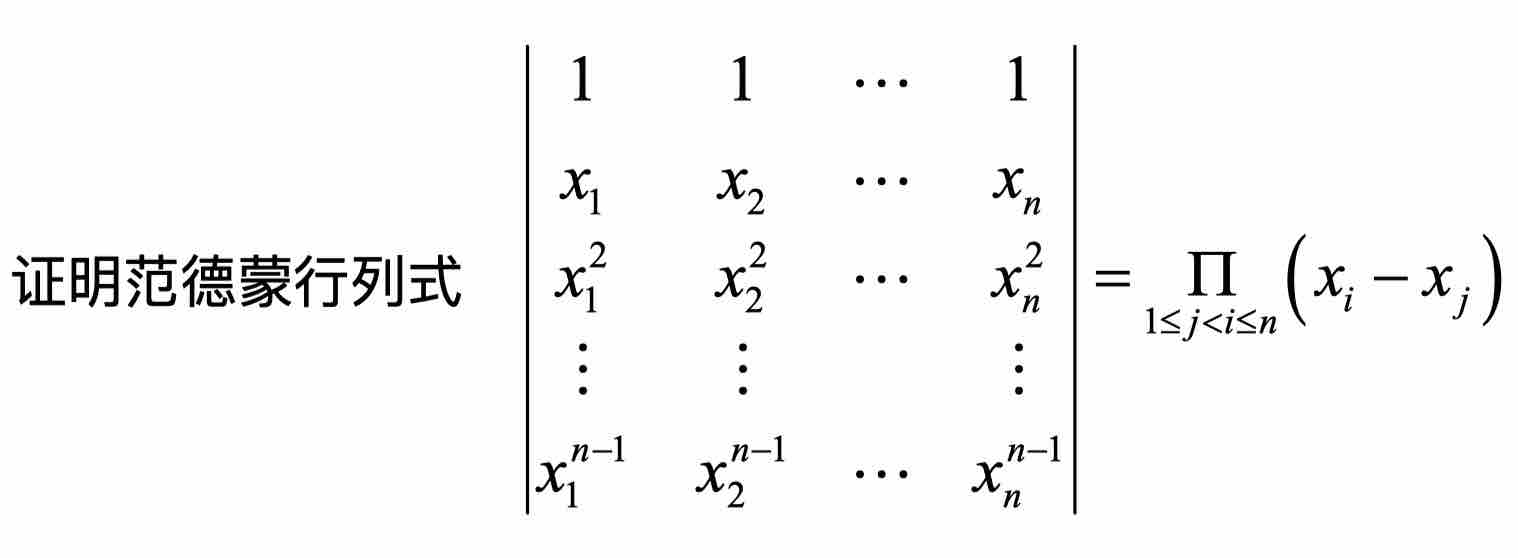 证明范德蒙行列式 $\begin{vmatrix} 1 & 1 & \cdots & 1 \\ x_1 & x_2 & \cdots & x_n \\ x_1^2 & x_2^2 & \cdots & x_n^2 \\ \vdots & \vdots & & \vdots \\ x_1^{n-1} & x_2^{n-1} & \cdots & x_n^{n-1} \end{vmatrix} = \prod_{1 \le j < i \le n} \left( x_i - x_j \right)$